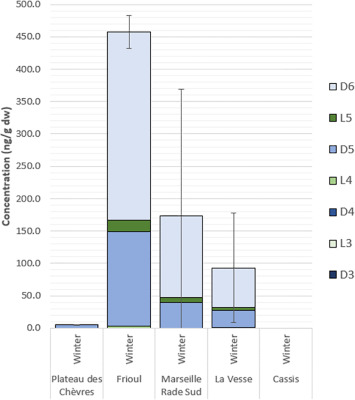 500.0
450.0
400.0
350.0
300.0
250.0
200.0
150.0
100.0
50.0
0.0
Concentration (ng/g dw)
Winter
Winter
Winter
Winter
Winter
Plateau des
Chèvres
Frioul
Marseille
Rade Sud
La Vesse
Cassis
D6
L5
D5
L4
D4
L3
D3